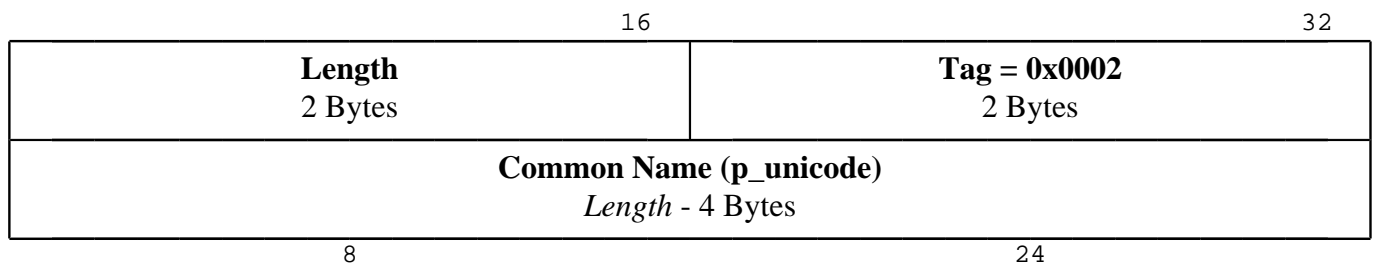 16 32
Length Tag = 0x0002
2 Bytes 2 Bytes
Common Name (p_unicode)
Length - 4 Bytes
8 24